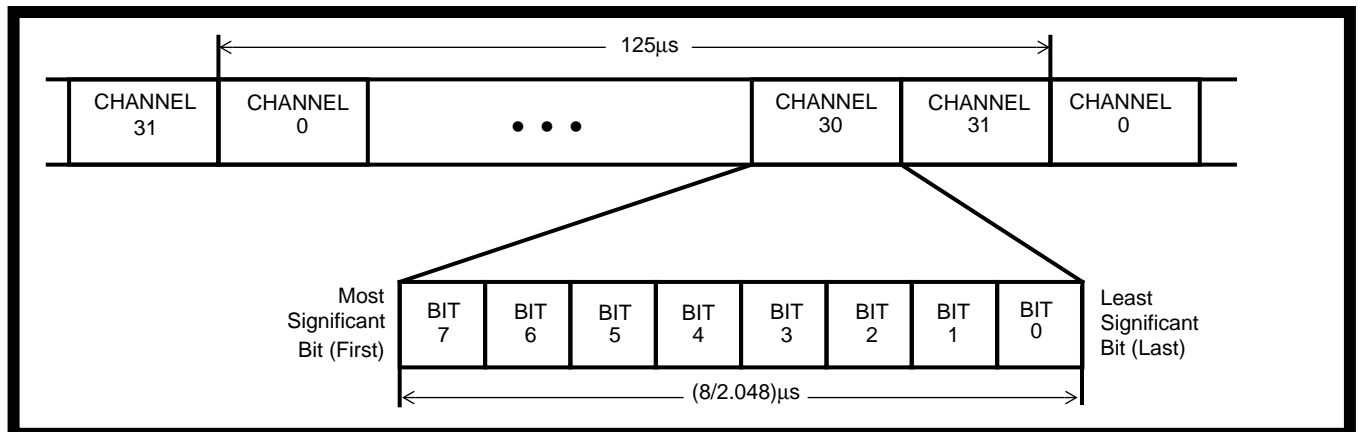 125μs
CHANNEL
31
CHANNEL
0
• • •
CHANNEL
30
CHANNEL
31
CHANNEL
0
Most
Significant
Bit (First)
BIT
7
BIT
6
BIT
5
BIT
4
BIT
3
BIT
2
BIT
1
BIT
0
Least
Significant
Bit (Last)
(8/2.048)μs